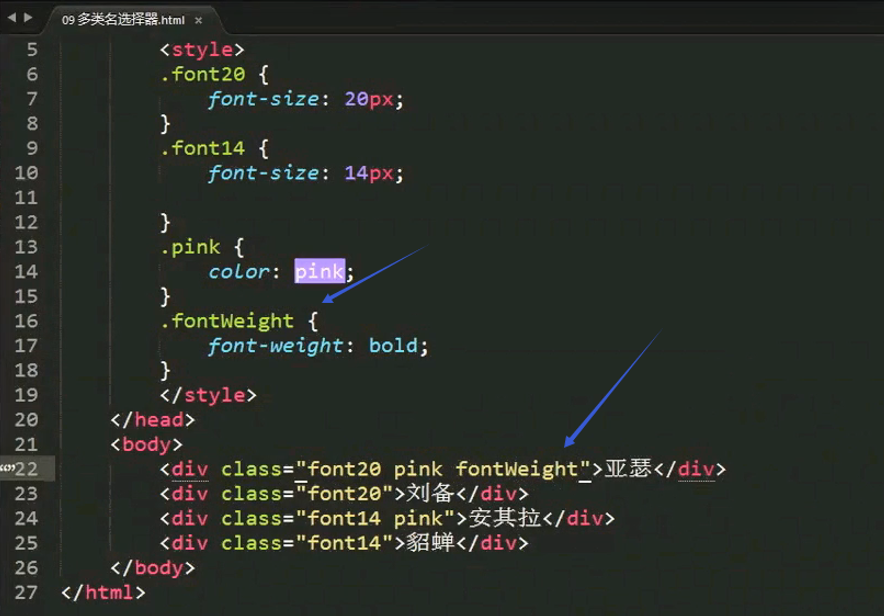 09 多类名选择器.html ×
5 <style>
6 .font20 {
7 font-size: 20px;
8 }
9 .font14 {
10 font-size: 14px;
11
12 }
13 .pink {
14 color: pink;
15 }
16 .fontWeight {
17 font-weight: bold;
18 }
19 </style>
20 </head>
21 <body>
22 <div class="font20 pink fontWeight">亚瑟</div>
23 <div class="font20">刘备</div>
24 <div class="font14 pink">安其拉</div>
25 <div class="font14">貂蝉</div>
26 </body>
27 </html>